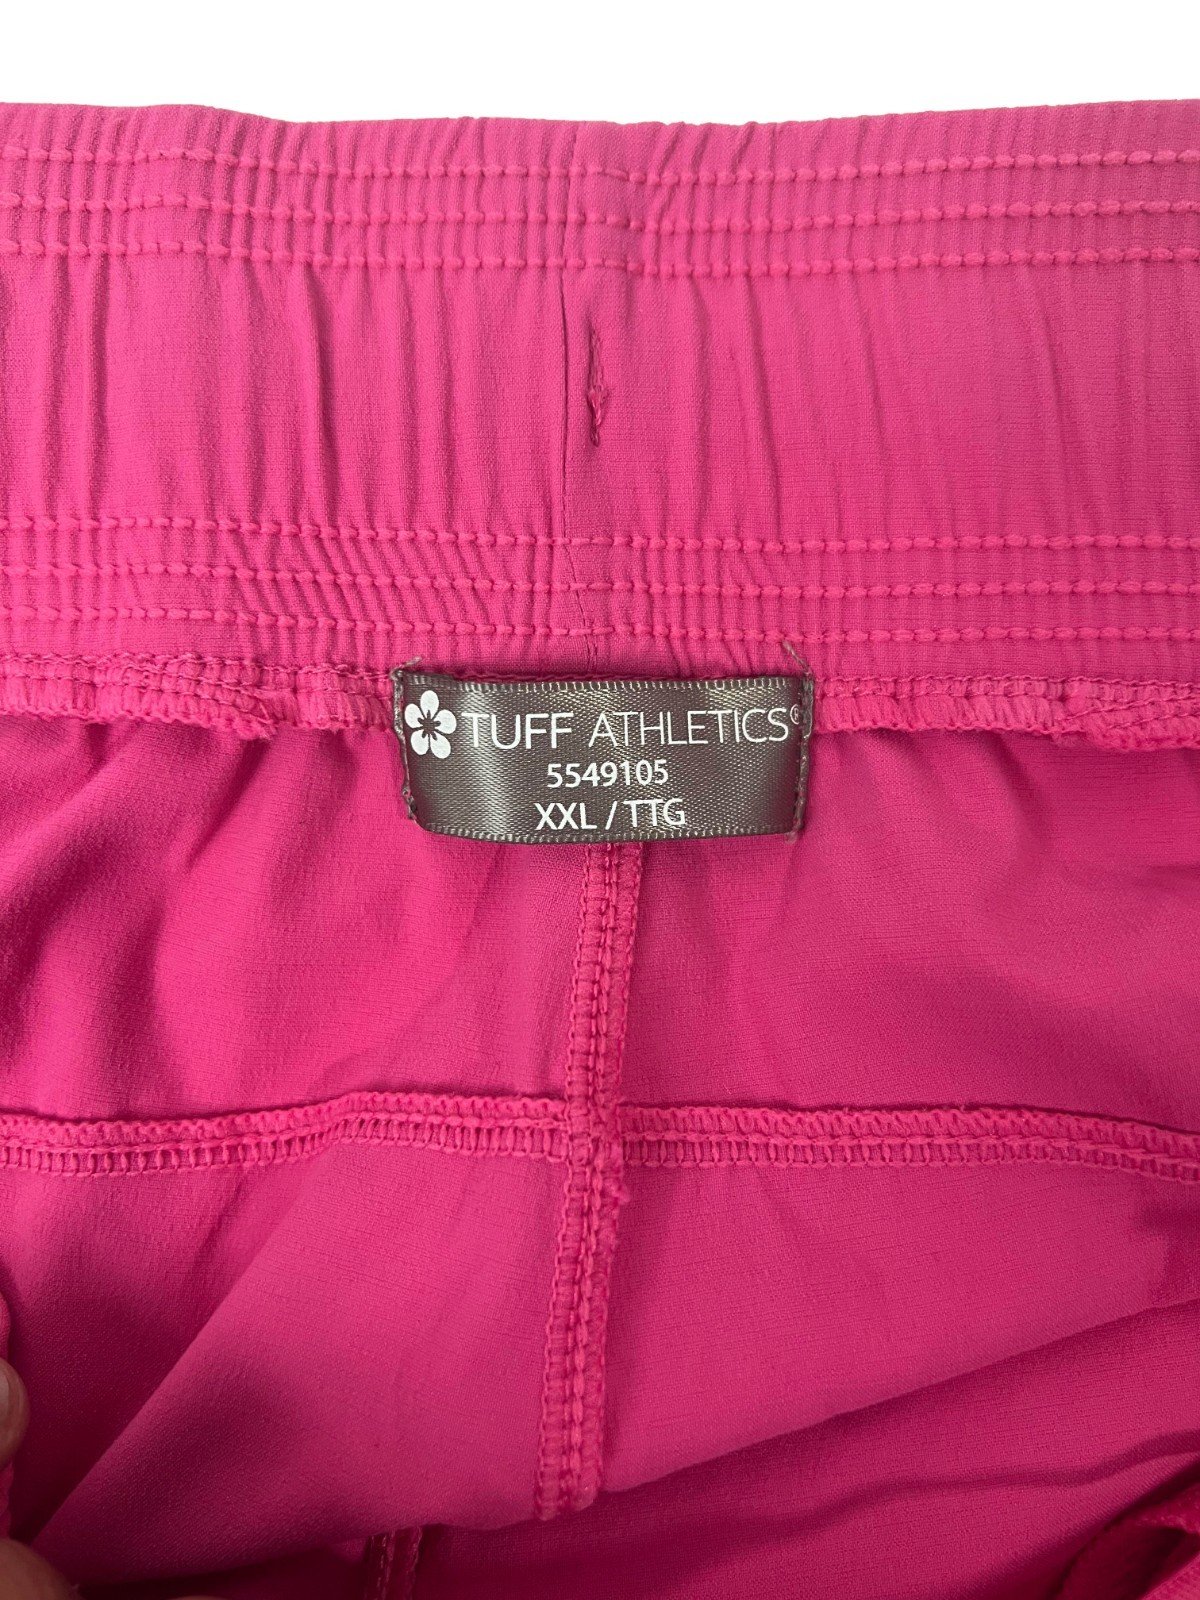 TUFF ATHLETICS®
5549105
XXL / TTG